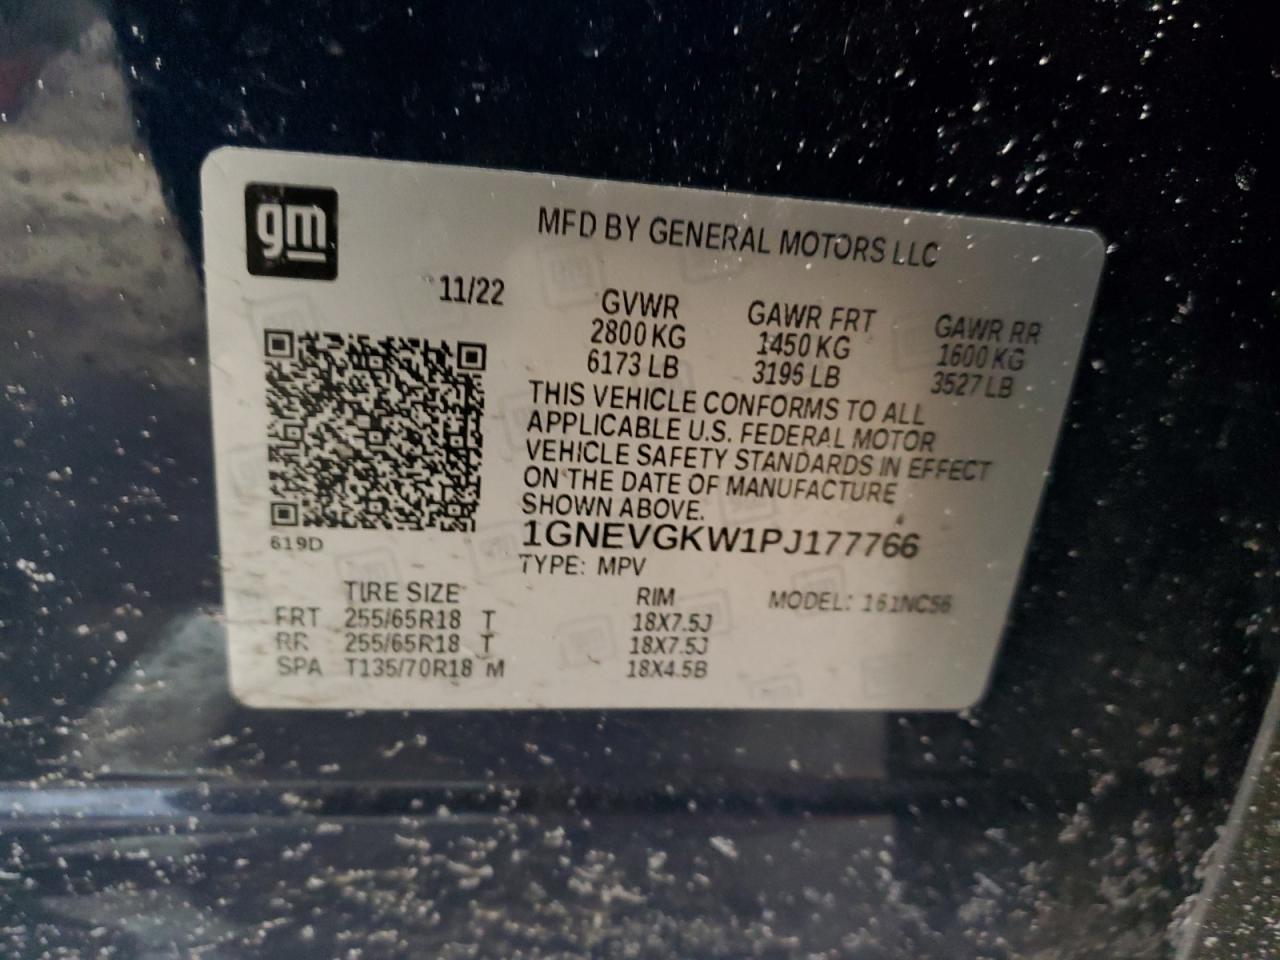 gm
MFD BY GENERAL MOTORS LLC
11/22
GVWR GAWR FRT GAWR RR
2800 KG 1450 KG 1600 KG
6173 LB 3195 LB 3527 LB
THIS VEHICLE CONFORMS TO ALL
APPLICABLE U.S. FEDERAL MOTOR
VEHICLE SAFETY STANDARDS IN EFFECT
ON THE DATE OF MANUFACTURE
SHOWN ABOVE.
619D
1GNEVGKW1PJ177766
TYPE: MPV
TIRE SIZE RIM MODEL: 161NC56
FRT 255/65R18 T 18X7.5J
RR 255/65R18 T 18X7.5J
SPA T135/70R18 M 18X4.5B